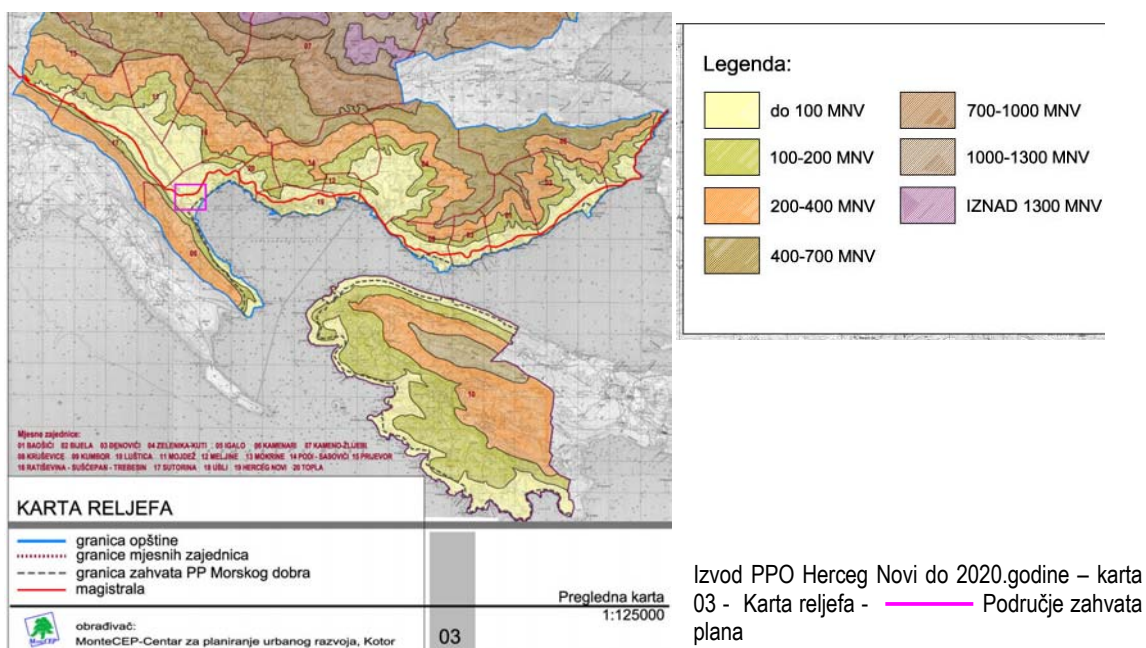 Mjesne zajednice:
01 BAOŠIĆI 02 BIJELA 03 ĐENOVIĆI 04 ZELENIKA-KUTI 05 IGALO 06 KAMENARI 07 KAMENO-ŽLIJEBI
08 KRUŠEVICE 09 KUMBOR 10 LUŠTICA 11 MOJDEŽ 12 MELJINE 13 MOKRINE 14 PODI - SASOVIĆI 15 PRIJEVOR
16 RATIŠEVINA - SUŠĆEPAN - TREBESIN 17 SUTORINA 18 UBLI 19 HERCEG NOVI 20 TOPLA
KARTA RELJEFA
granica opštine
granice mjesnih zajednica
granica zahvata PP Morskog dobra
magistrala
Pregledna karta
1:125000
obrađivač:
MonteCEP-Centar za planiranje urbanog razvoja, Kotor
MonteCEP
03
Legenda:
do 100 MNV
100-200 MNV
200-400 MNV
400-700 MNV
700-1000 MNV
1000-1300 MNV
IZNAD 1300 MNV
Izvod PPO Herceg Novi do 2020.godine – karta
03 - Karta reljefa - Područje zahvata
plana